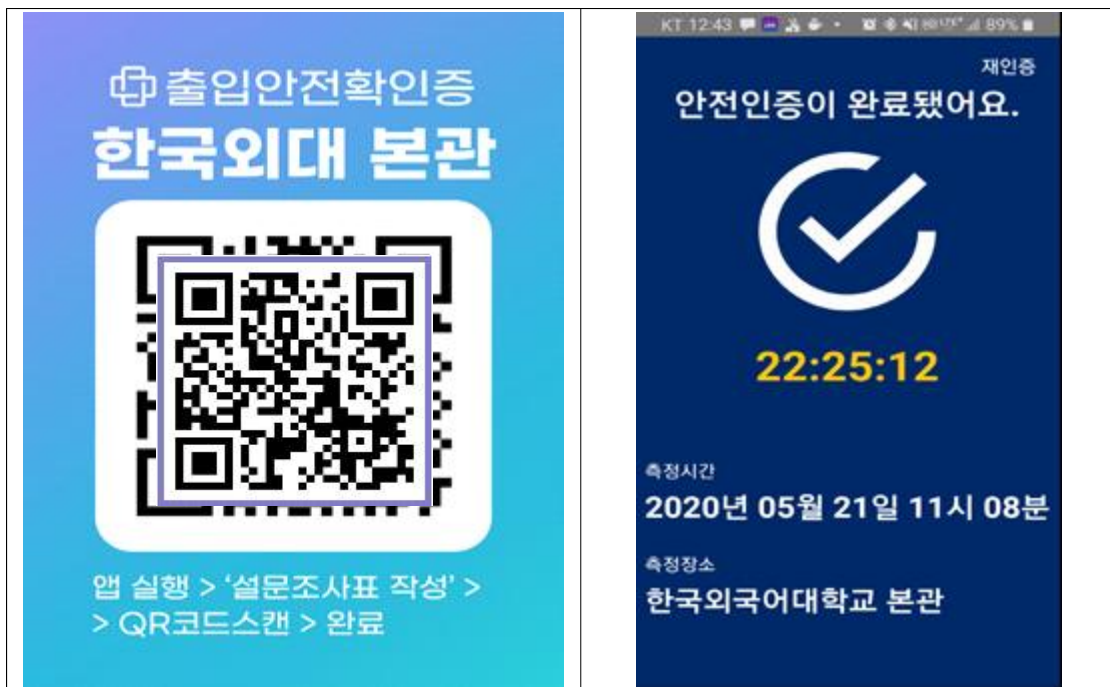 출입안전확인증
한국외대 본관
앱 실행 > ‘설문조사표 작성’ >
> QR코드스캔 > 완료
KT 12:43 89%
재인증
안전인증이 완료됐어요.
22:25:12
측정시간
2020년 05월 21일 11시 08분
측정장소
한국외국어대학교 본관